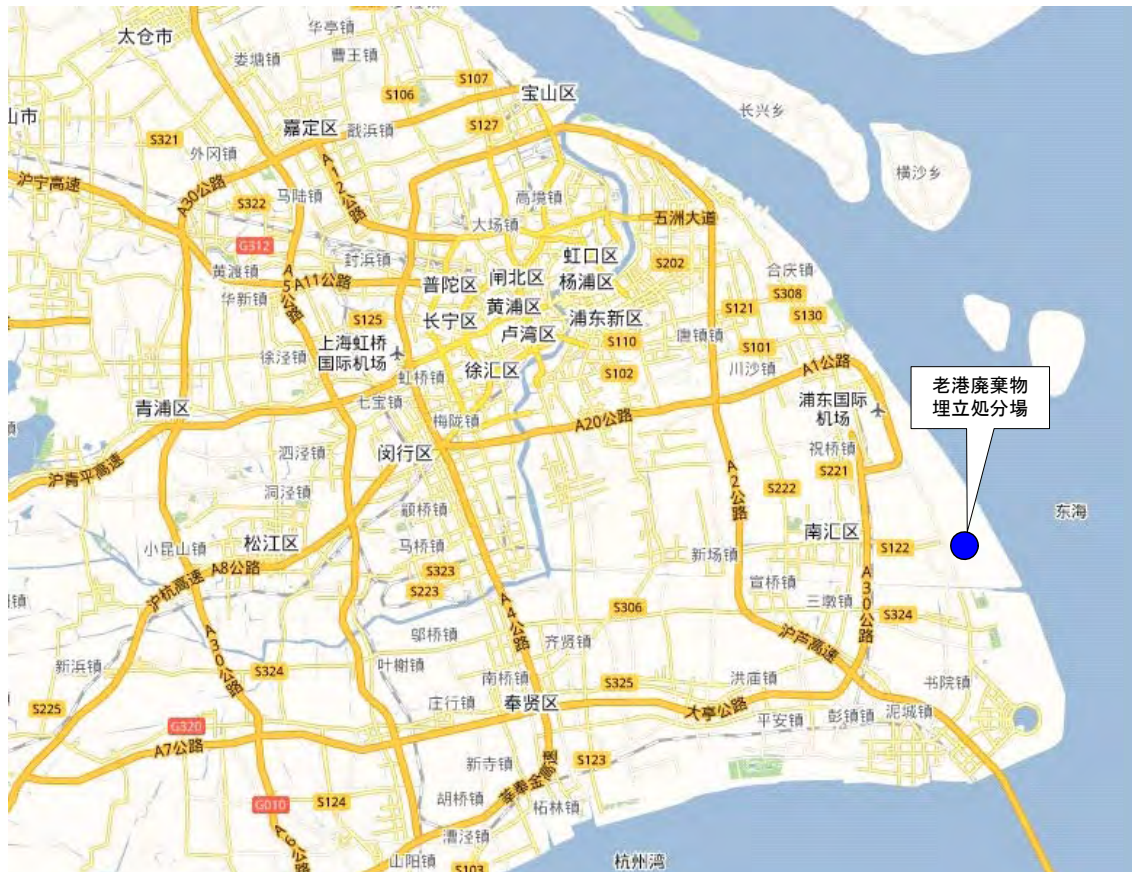 太仓市
华亭镇
曹王镇
娄塘镇
S107
S106
宝山区
长兴乡
山市
S321
嘉定区
戬浜镇
S127
外冈镇
横沙乡
沪宁高速
A30公路
S322
马陆镇
A12公路
高境镇
大场镇
五洲大道
G312
封浜镇
虹口区
S202
黄渡镇
A11公路
普陀区
闸北区
杨浦区
合庆镇
华新镇
A5公路
黄浦区
S308
S121
S130
S125
长宁区
浦东新区
卢湾区
唐镇镇
S110
徐泾镇
上海虹桥
国际机场
虹桥镇
徐汇区
S102
S101
川沙镇
A1公路
老港廃棄物
埋立処分場
青浦区
七宝镇
梅陇镇
A20公路
浦东国际
机场
镇
泗泾镇
闵行区
祝桥镇
沪青平高速
S221
洞泾镇
A2公路
S222
颛桥镇
东海
小昆山镇
松江区
马桥镇
新场镇
南汇区
S122
沪杭高速
A8公路
S323
S223
宣桥镇
A30公路
三墩镇
S306
S324
A4公路
A30公路
邬桥镇
齐贤镇
沪芦高速
新浜镇
S324
叶榭镇
南桥镇
洪庙镇
书院镇
S225
庄行镇
奉贤区
S325
大亭公路
平安镇
彭镇镇
泥城镇
G320
A7公路
新寺镇
莘奉金高速
S123
G010
S124
胡桥镇
柘林镇
A6公路
漕泾镇
山阳镇
S103
杭州湾